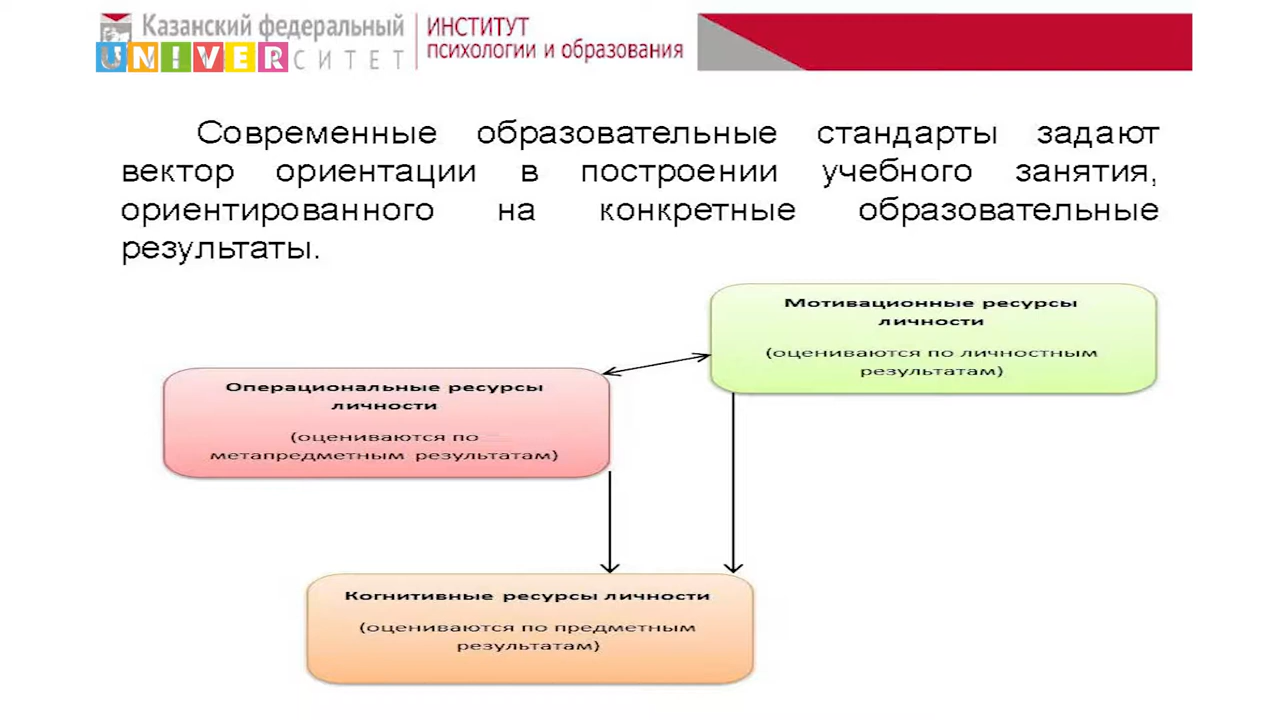 Казанский федеральный
UNIVER СИТЕТ
ИНСТИТУТ
психологии и образования
Современные образовательные стандарты задают
вектор ориентации в построении учебного занятия,
ориентированного на конкретные образовательные
результаты.
Мотивационные ресурсы
личности
(оцениваются по личностным
результатам)
Операциональные ресурсы
личности
(оцениваются по
метапредметным результатам)
Когнитивные ресурсы личности
(оцениваются по предметным
результатам)